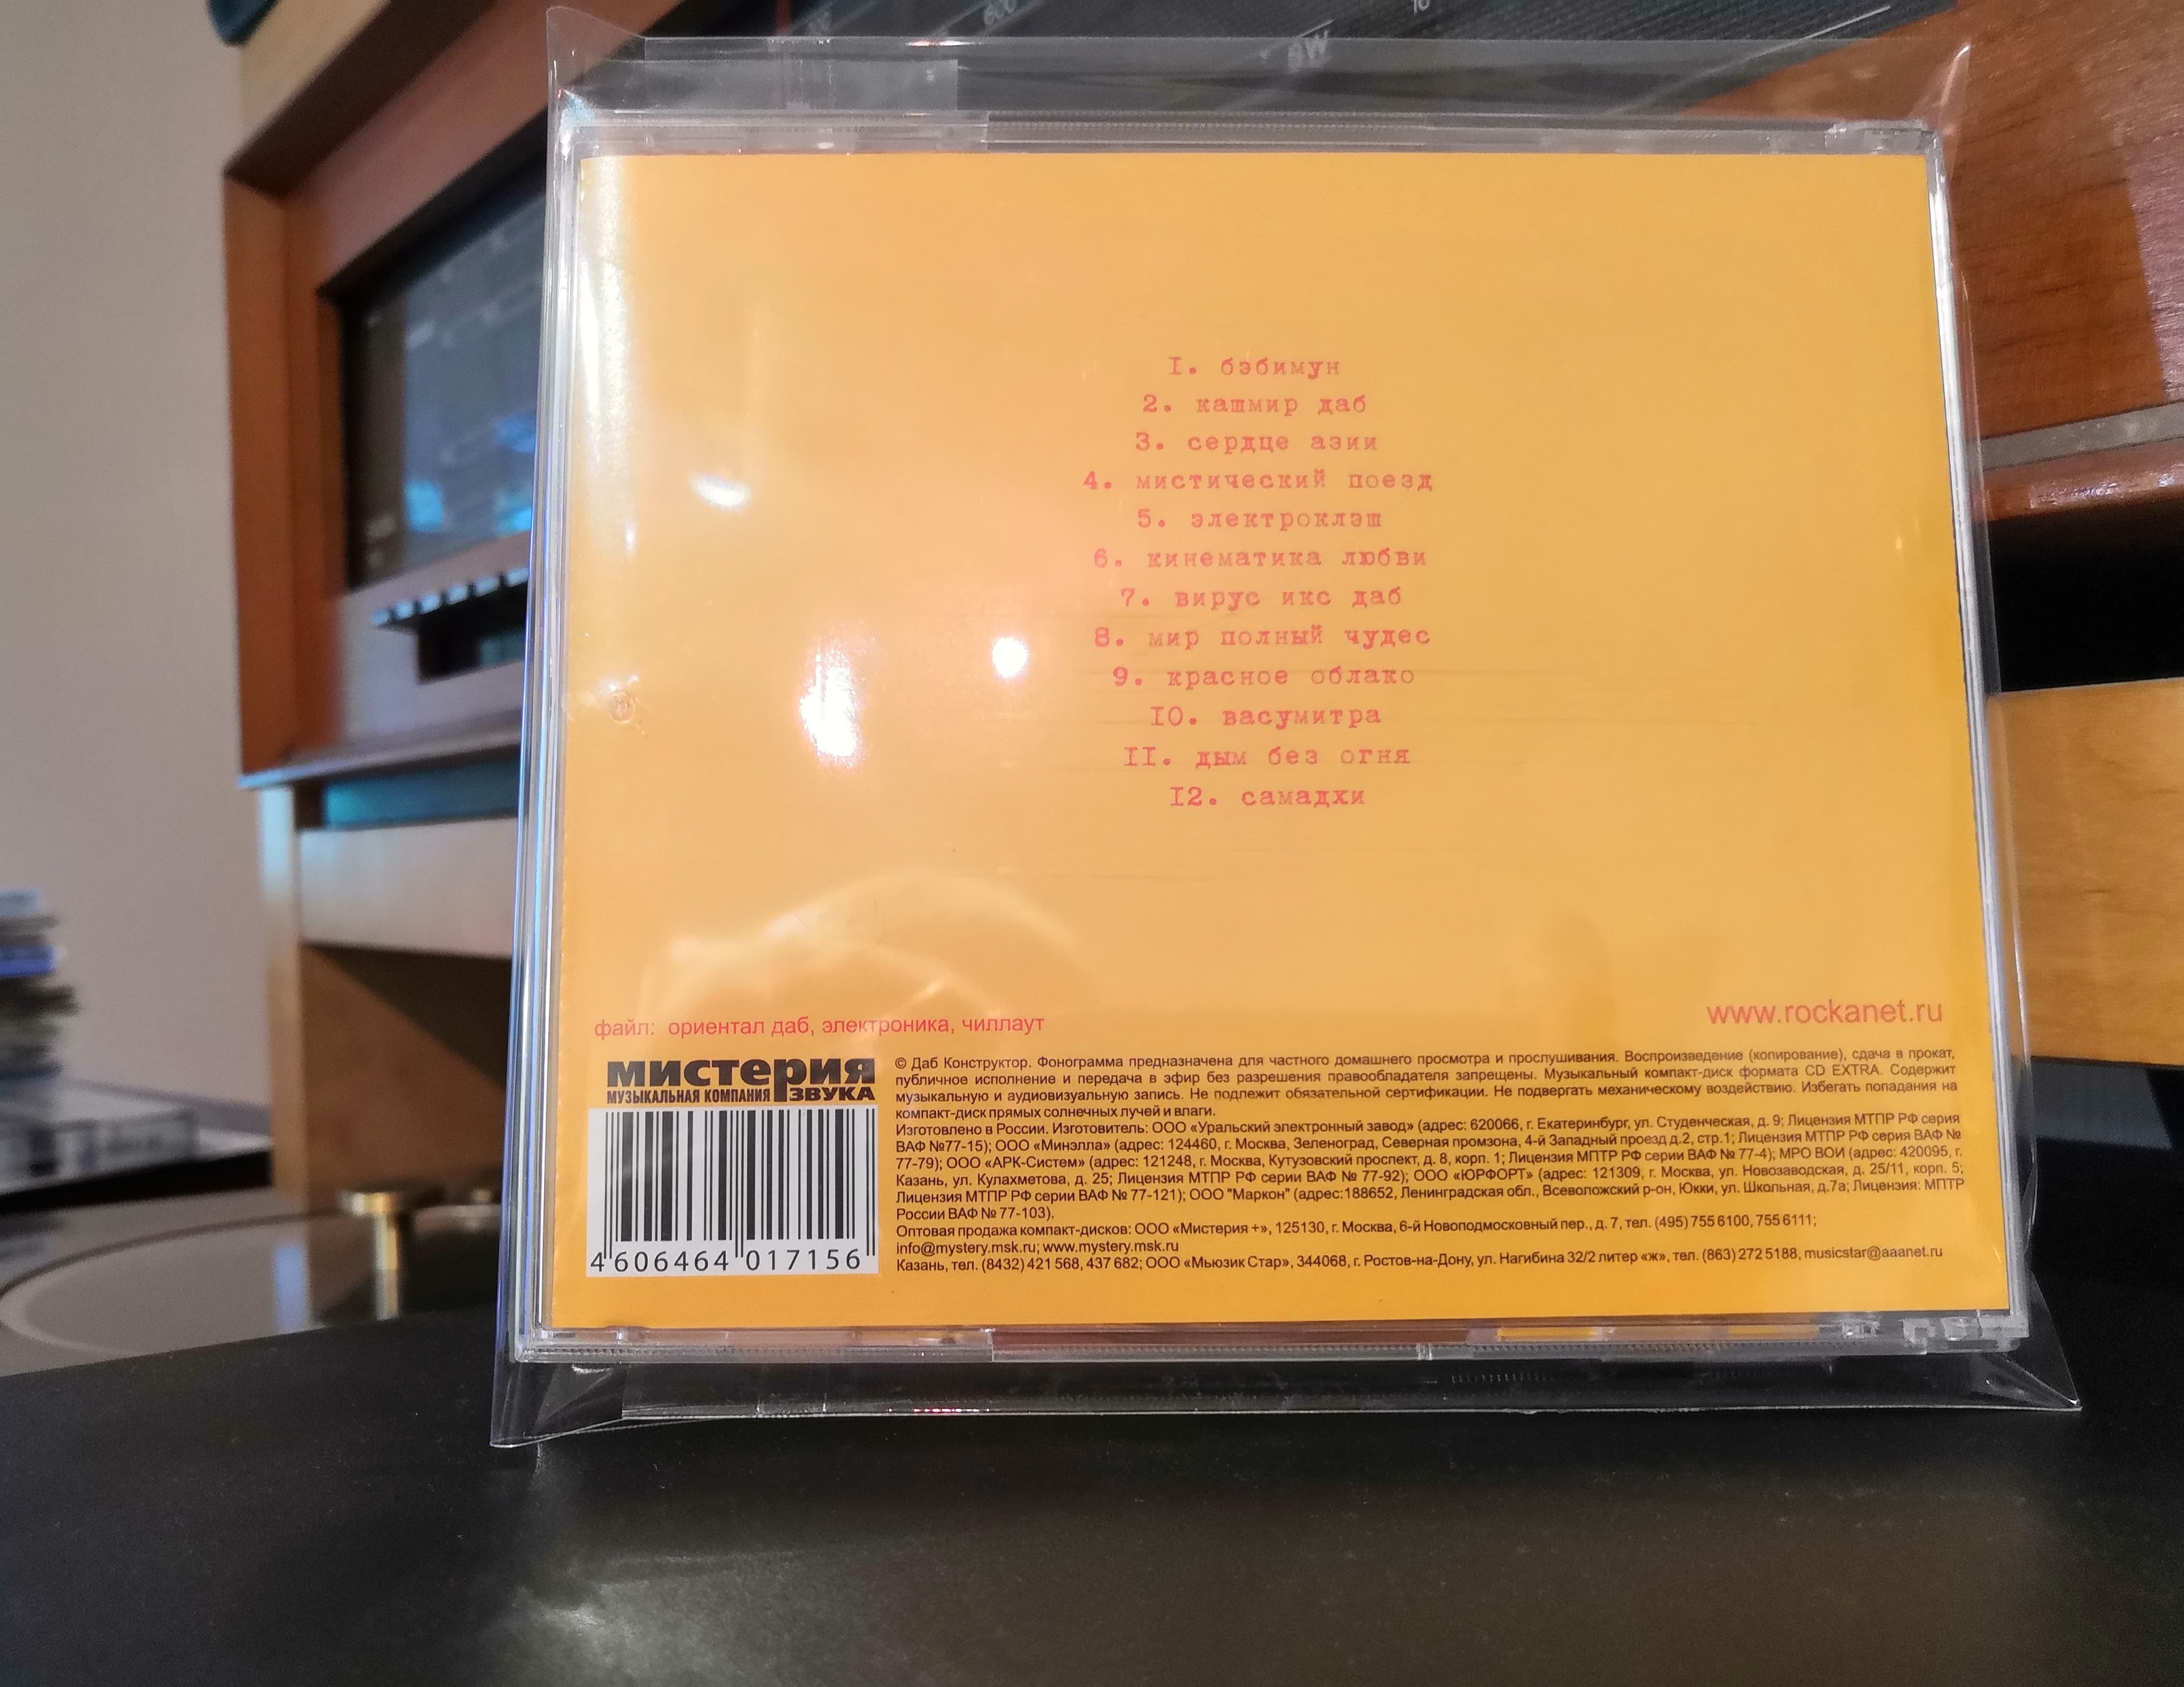 8W
10
1. бэбимун
2. кашмир даб
3. сердце азии
4. мистический поезд
5. электроклэш
6. кинематика любви
7. вирус икс даб
8. мир полный чудес
9. красное облако
10. васумитра
11. дым без огня
12. самадхи
www.rockanet.ru
файл: ориентал даб, электроника, чиллаут
мистерия
МУЗЫКАЛЬНАЯ КОМПАНИЯ ЗВУКА
4 606464 017156
© Даб Конструктор. Фонограмма предназначена для частного домашнего просмотра и прослушивания. Воспроизведение (копирование), сдача в прокат,
публичное исполнение и передача в эфир без разрешения правообладателя запрещены. Музыкальный компакт-диск формата CD EXTRA. Содержит
музыкальную и аудиовизуальную запись. Не подлежит обязательной сертификации. Не подвергать механическому воздействию. Избегать попадания на
компакт-диск прямых солнечных лучей и влаги.
Изготовлено в России. Изготовитель: ООО «Уральский электронный завод» (адрес: 620066, г. Екатеринбург, ул. Студенческая, д. 9; Лицензия МТПР РФ серия
ВАФ №77-15); ООО «Минэлла» (адрес: 124460, г. Москва, Зеленоград, Северная промзона, 4-й Западный проезд д.2, стр.1; Лицензия МТПР РФ серия ВАФ №
77-79); ООО «АРК-Систем» (адрес: 121248, г. Москва, Кутузовский проспект, д. 8, корп. 1; Лицензия МПТР РФ серии ВАФ № 77-4); МРО ВОИ (адрес: 420095, г.
Казань, ул. Кулахметова, д. 25; Лицензия МТПР РФ серии ВАФ № 77-92); ООО «ЮРФОРТ» (адрес: 121309, г. Москва, ул. Новозаводская, д. 25/11, корп. 5;
Лицензия МТПР РФ серии ВАФ № 77-121); ООО "Маркон" (адрес:188652, Ленинградская обл., Всеволожский р-он, Юкки, ул. Школьная, д.7а; Лицензия: МПТР
России ВАФ № 77-103).
Оптовая продажа компакт-дисков: ООО «Мистерия +», 125130, г. Москва, 6-й Новоподмосковный пер., д. 7, тел. (495) 755 6100, 755 6111;
info@mystery.msk.ru; www.mystery.msk.ru
Казань, тел. (8432) 421 568, 437 682; ООО «Мьюзик Стар», 344068, г. Ростов-на-Дону, ул. Нагибина 32/2 литер «ж», тел. (863) 272 5188, musicstar@aaanet.ru